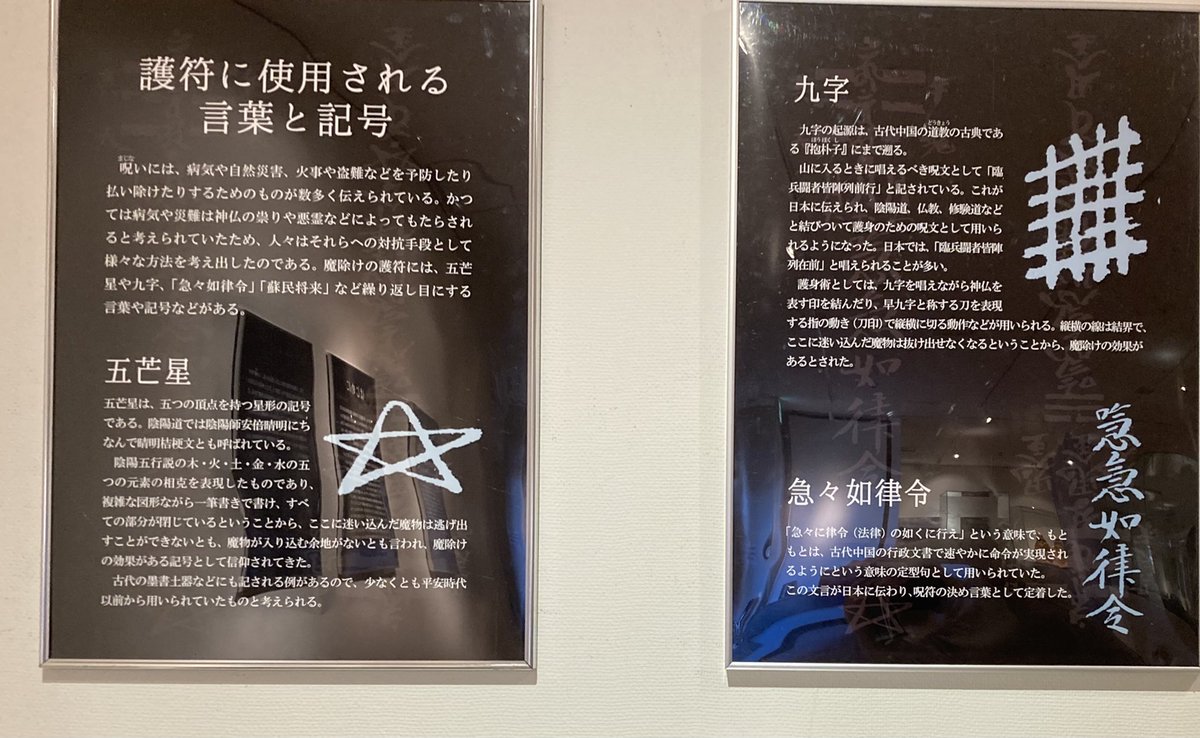 護符に使用される
言葉と記号
まじな
呪いには、病気や自然災害、火事や盗難などを予防したり
払い除けたりするためのものが数多く伝えられている。かつ
ては病気や災難は神仏の祟りや悪霊などによってもたらされ
ると考えられていたため、人々はそれらへの対抗手段として
様々な方法を考え出したのである。魔除けの護符には、五芒
星や九字、「急々如律令」「蘇民将来」など繰り返し目にする
言葉や記号などがある。
五芒星
五芒星は、五つの頂点を持つ星形の記号
である。陰陽道では陰陽師安倍晴明にち
なんで晴明桔梗文とも呼ばれている。
陰陽五行説の木・火・土・金・水の五
つの元素の相克を表現したものであり、
複雑な図形ながら一筆書きで書け、すべ
ての部分が閉じているということから、ここに迷い込んだ魔物は逃げ出
すことができないとも、魔物が入り込む余地がないとも言われ、魔除け
の効果がある記号として信仰されてきた。
古代の墨書土器などにも記される例があるので、少なくとも平安時代
以前から用いられていたものと考えられる。
九字
どうきょう
九字の起源は、古代中国の道教の古典であ
ほうぼくし
る『抱朴子』にまで遡る。
山に入るときに唱えるべき呪文として「臨
兵闘者皆陣列前行」と記されている。これが
日本に伝えられ、陰陽道、仏教、修験道など
と結びついて護身のための呪文として用いら
れるようになった。日本では、「臨兵闘者皆陣
列在前」と唱えられることが多い。
護身術としては、九字を唱えながら神仏を
表す印を結んだり、早九字と称する刀を表現
する指の動き（刀印）で縦横に切る動作などが用いられる。縦横の線は結界で、
ここに迷い込んだ魔物は抜け出せなくなるということから、魔除けの効果が
あるとされた。
急々如律令
「急々に律令（法律）の如くに行え」という意味で、もと
もとは、古代中国の行政文書で速やかに命令が実現され
るようにという意味の定型句として用いられていた。
この文言が日本に伝わり、呪符の決め言葉として定着した。
急急如律令